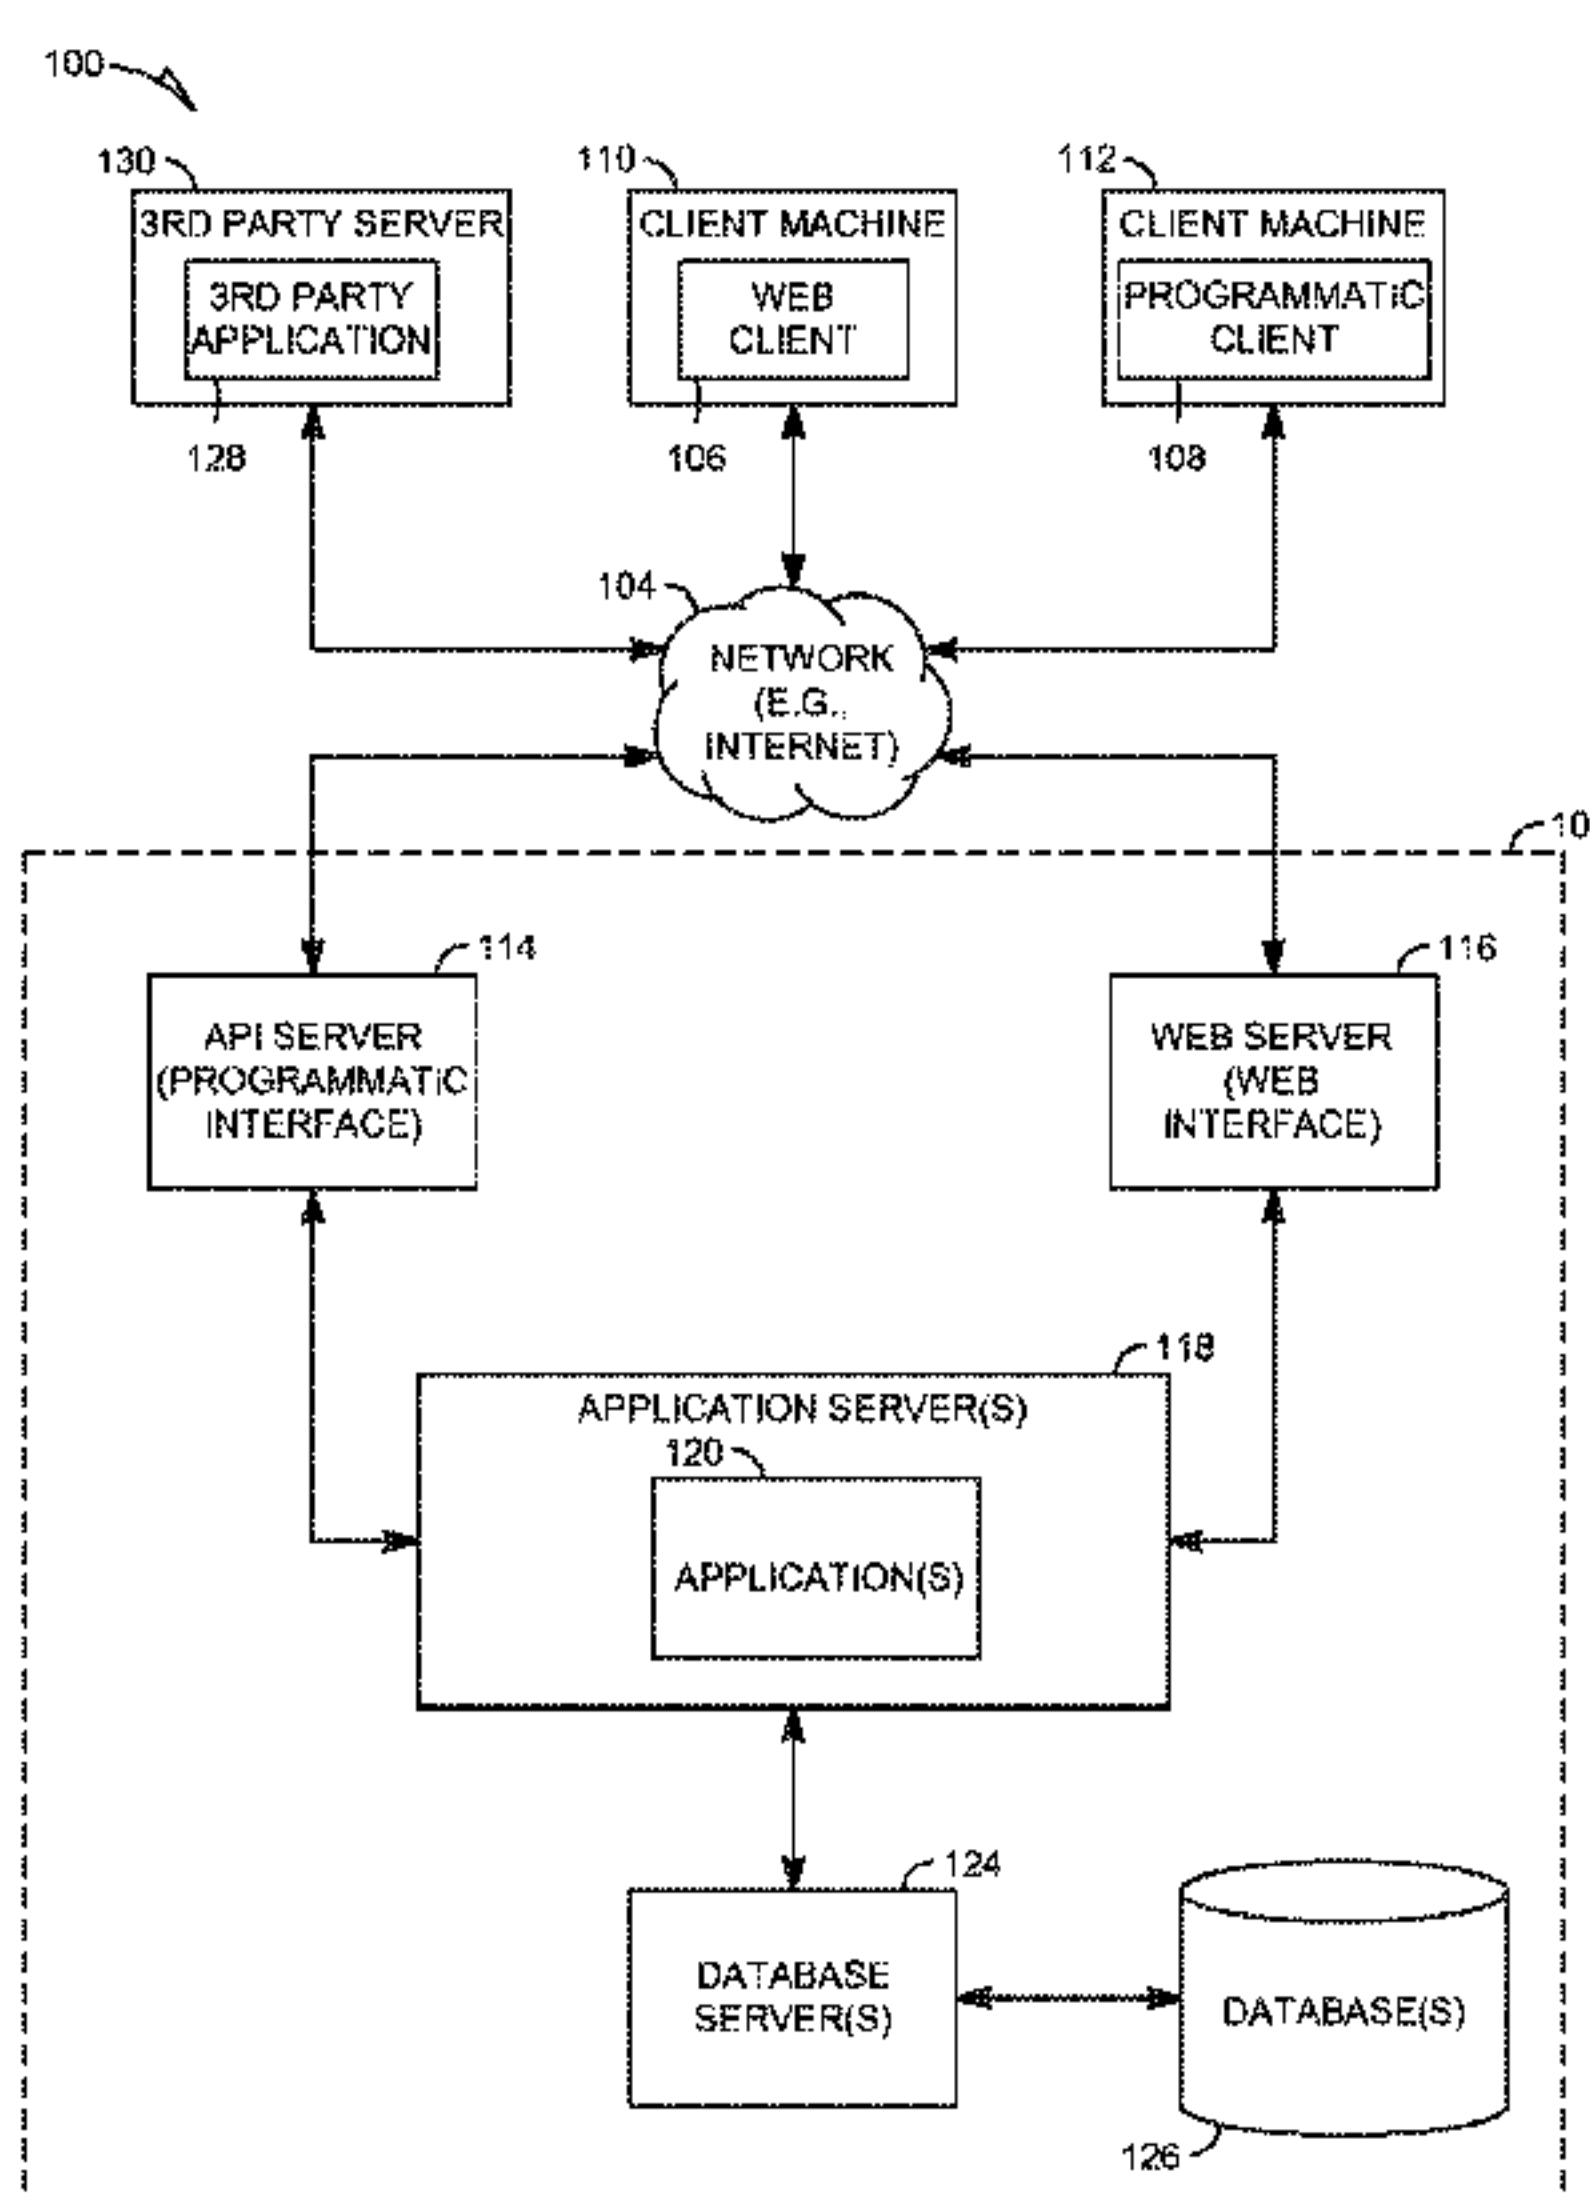 100
130
110
112
3RD PARTY SERVER
CLIENT MACHINE
CLIENT MACHINE
3RD PARTY
APPLICATION
WEB
CLIENT
PROGRAMMATIC
CLIENT
128
106
108
104
NETWORK
(E.G.,
INTERNET)
10
114
116
API SERVER
(PROGRAMMATIC
INTERFACE)
WEB SERVER
(WEB
INTERFACE)
118
APPLICATION SERVER(S)
120
APPLICATION(S)
124
DATABASE
SERVER(S)
DATABASE(S)
126